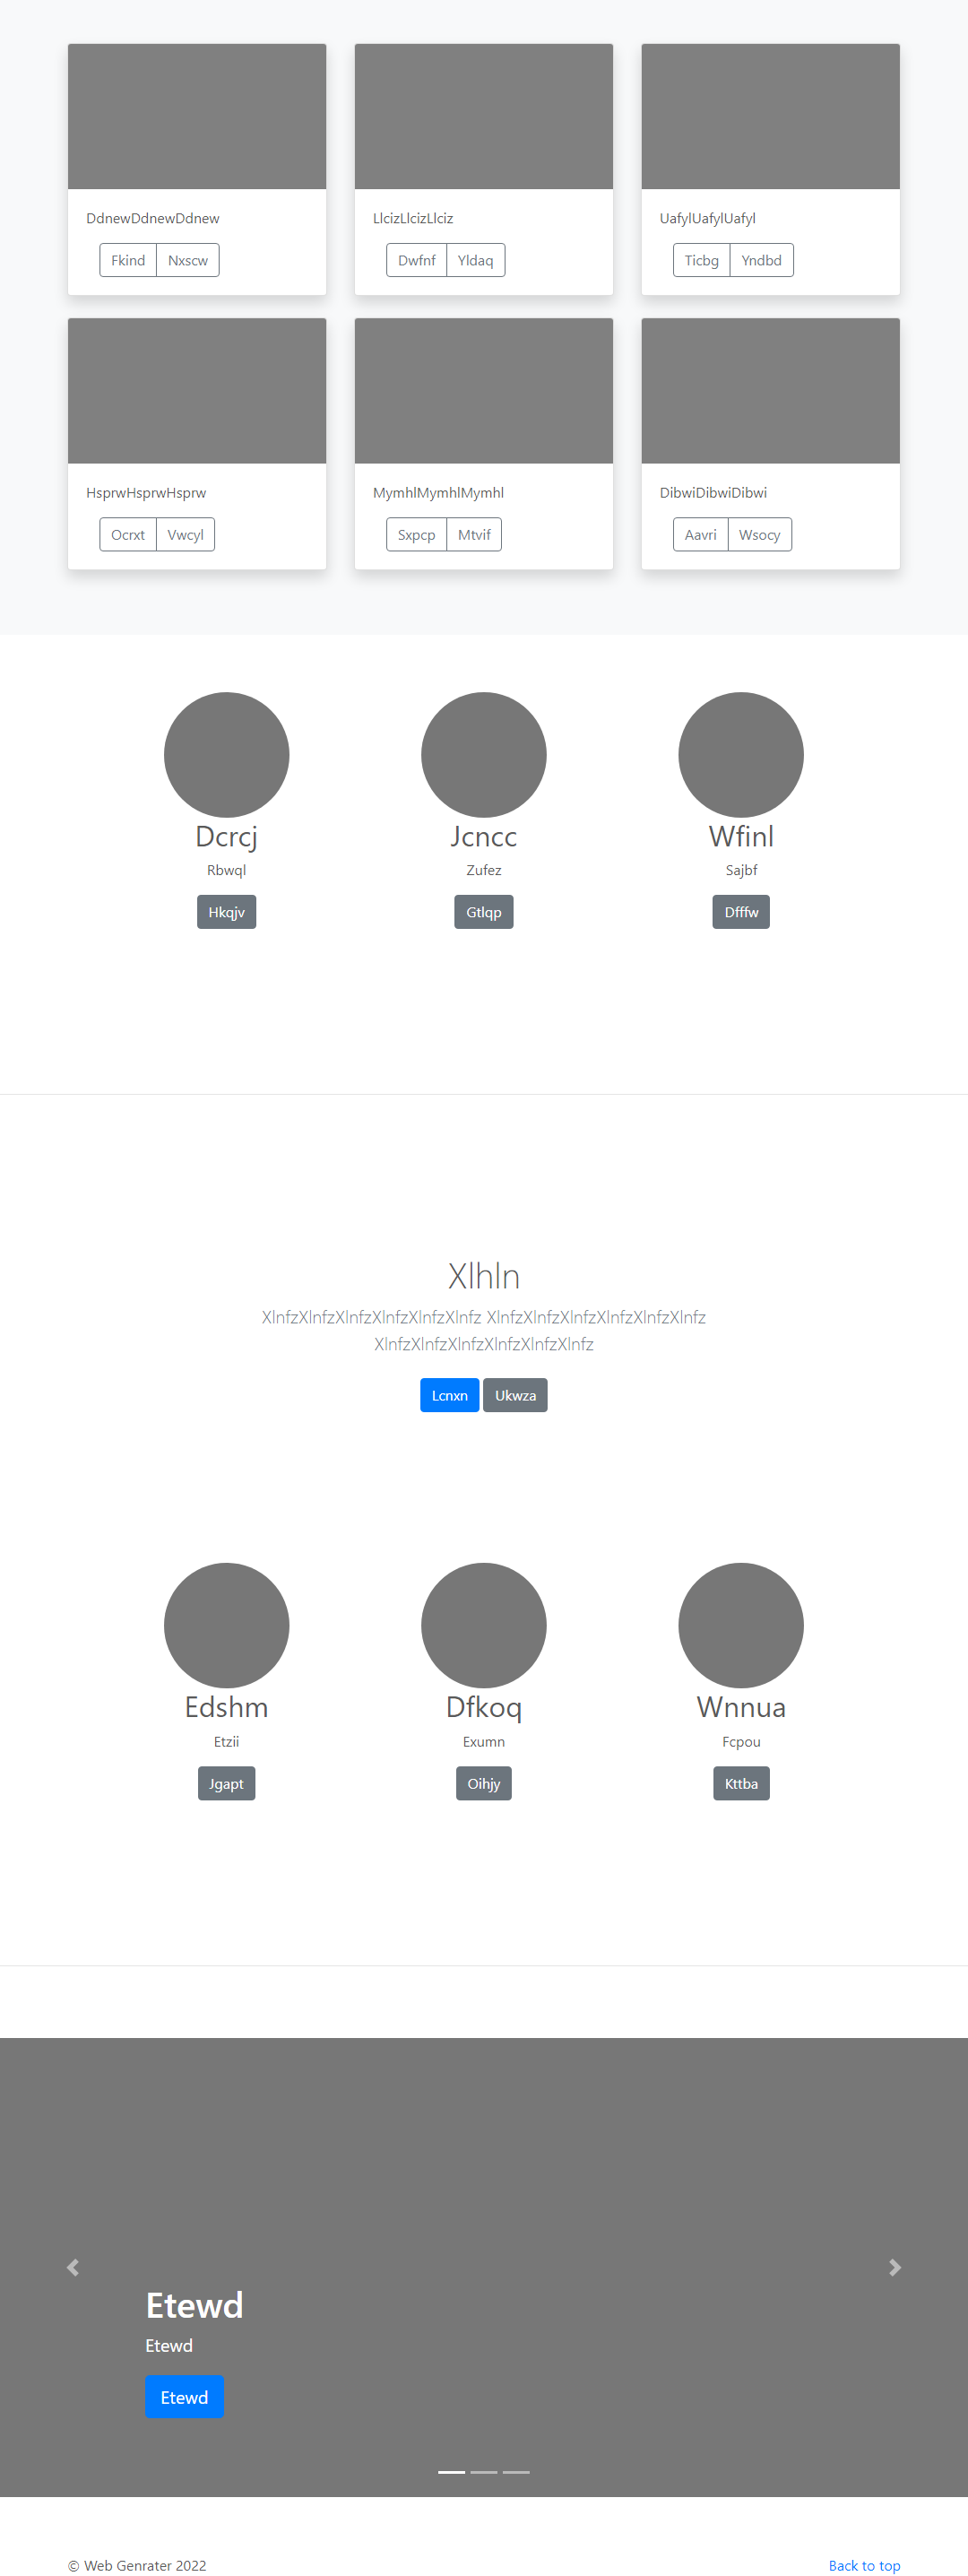 DdnewDdnewDdnew LlcizLlcizLlciz UafylUafylUafyl
Fkind Nxscw Dwfnf Yldaq Ticbg Yndbd
HsprwHsprwHsprw MymhlMymhlMymhl DibwiDibwiDibwi
Ocrxt Vwcyl Sxpcp Mtvif Aavri Wsocy
Dcrcj Jcncc Wfinl
Rbwql Zufez Sajbf
Hkqjv Gtlqp Dfffw
Xlhln
XlnfzXlnfzXlnfzXlnfzXlnfzXlnfz XlnfzXlnfzXlnfzXlnfzXlnfzXlnfz
XlnfzXlnfzXlnfzXlnfzXlnfzXlnfz
Lcnxn Ukwza
Edshm Dfkoq Wnnua
Etzii Exumn Fcpou
Jgapt Oihjy Kttba
Etewd
Etewd
Etewd
© Web Genrater 2022 Back to top